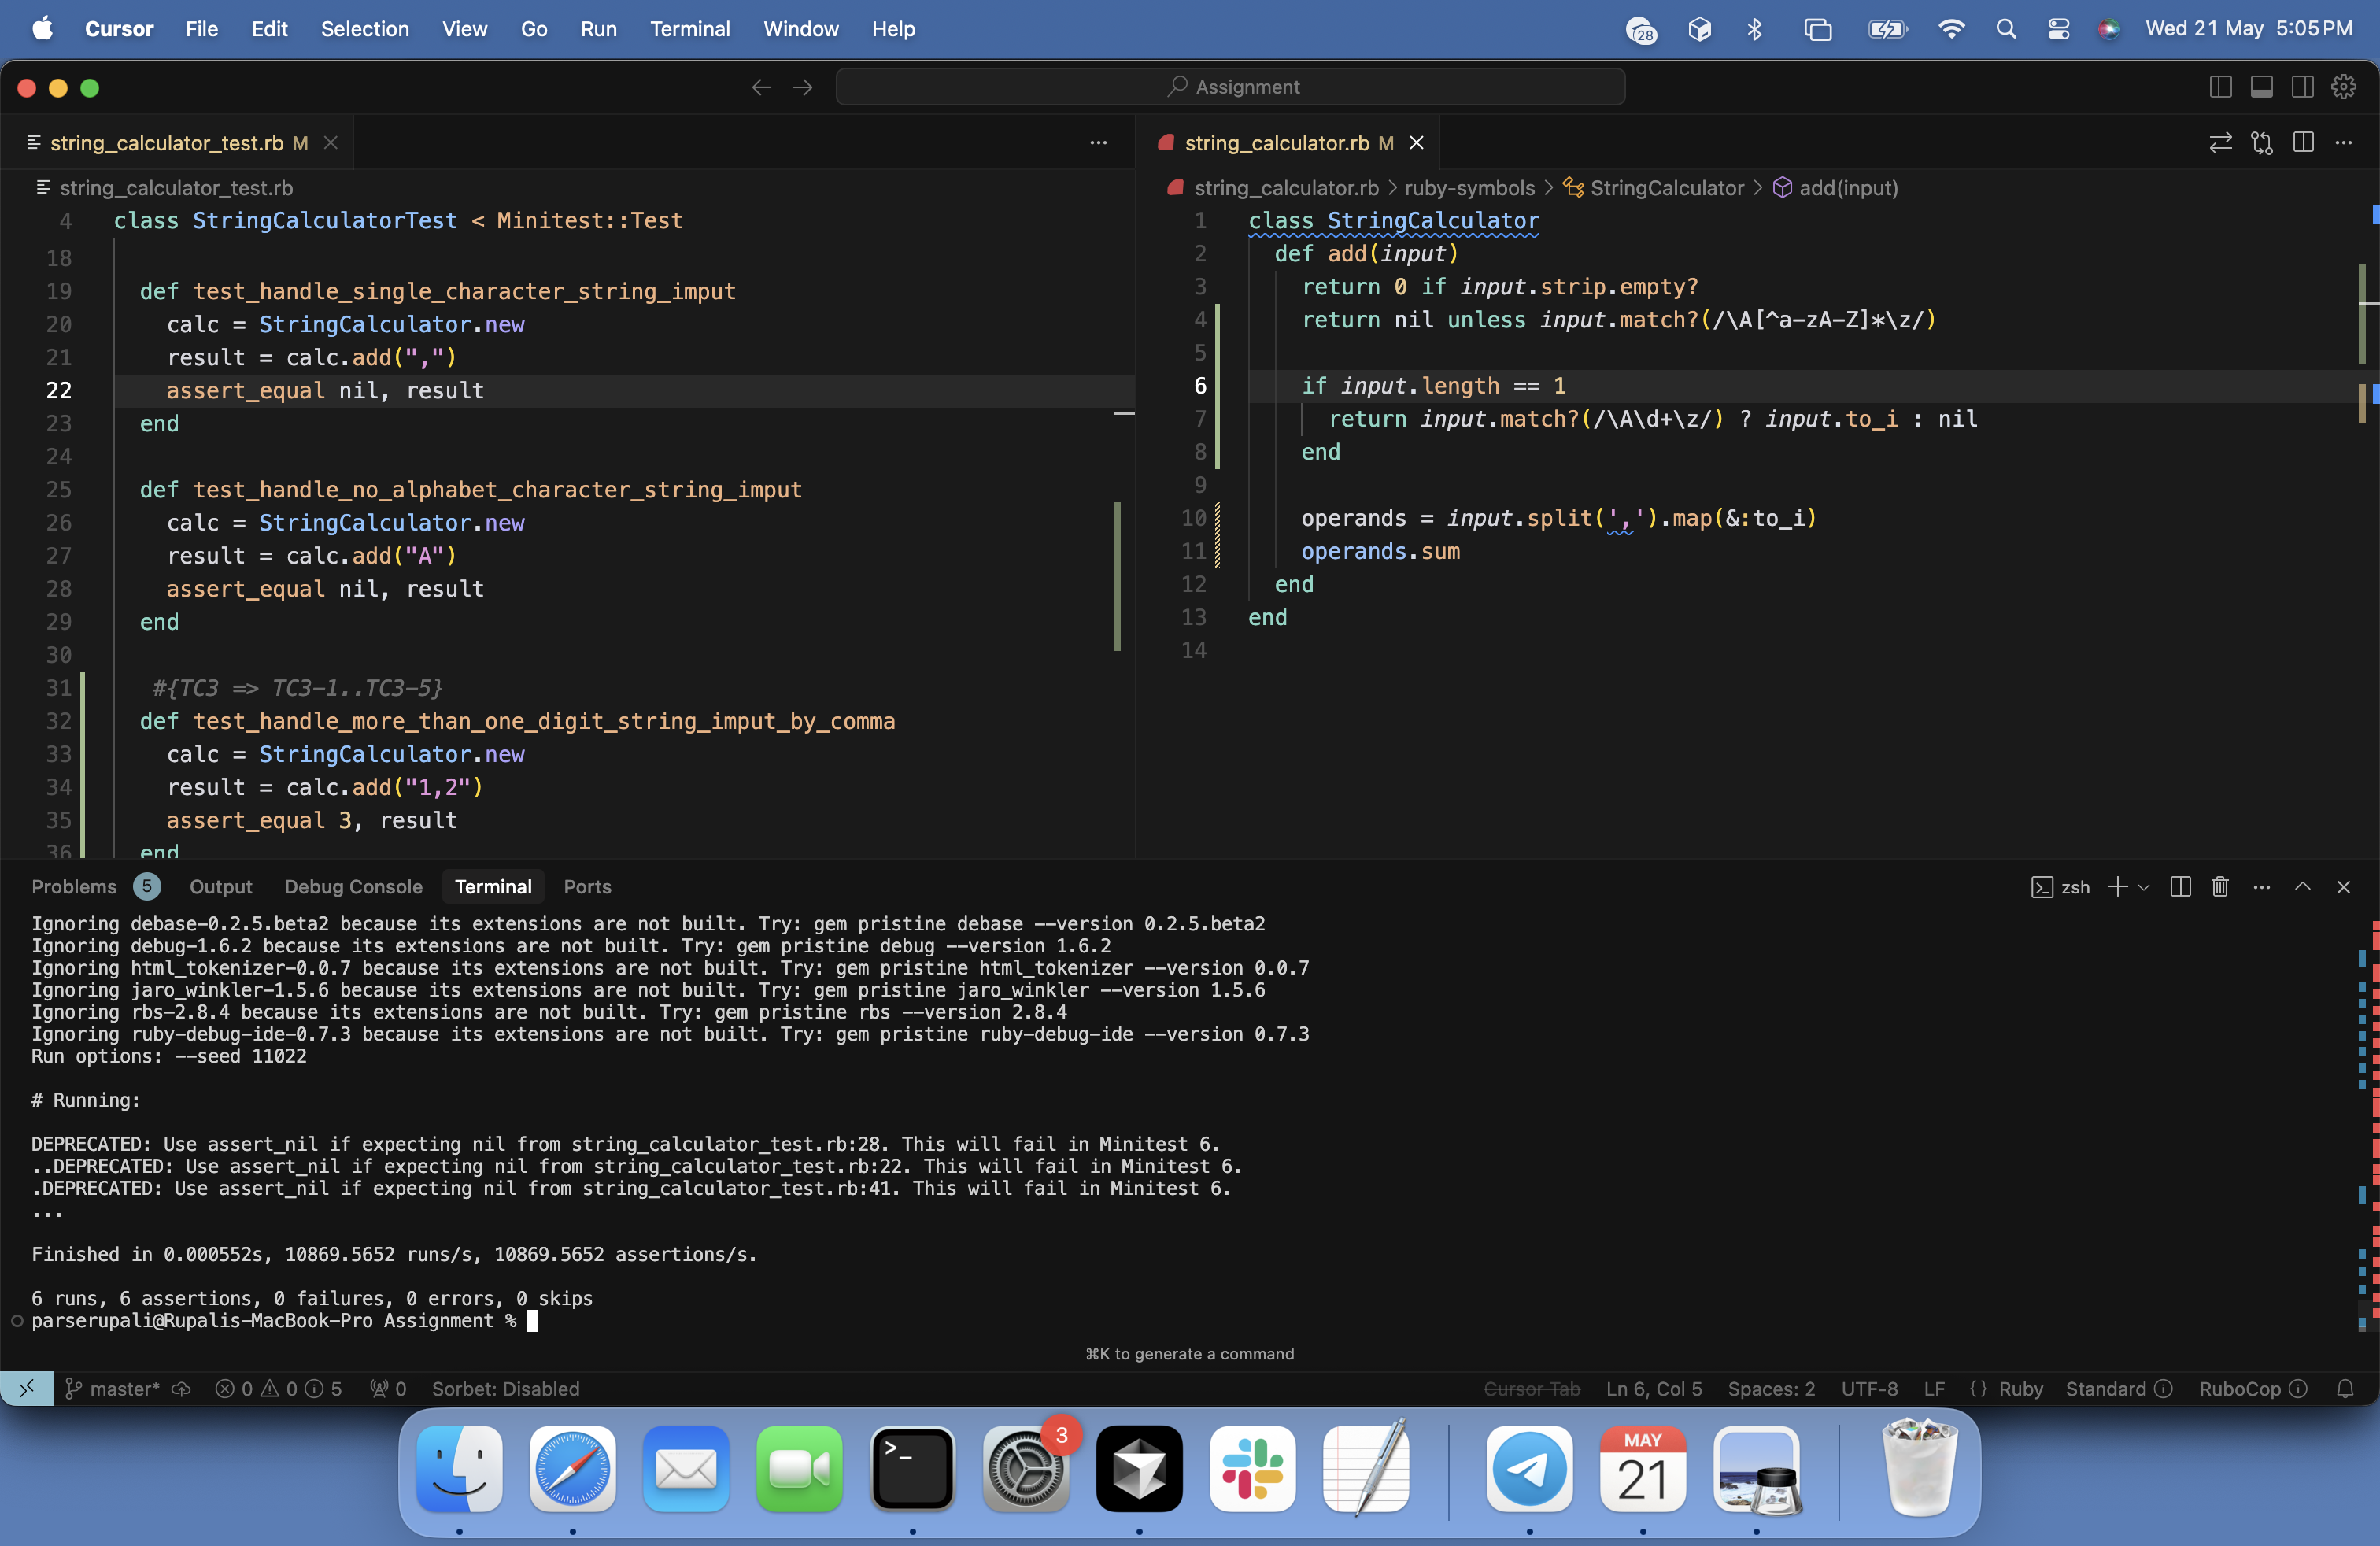 Cursor File Edit Selection View Go Run Terminal Window Help 28 Wed 21 May 5:05 PM
Assignment
string_calculator_test.rb M
string_calculator_test.rb
4 class StringCalculatorTest < Minitest::Test
18
19 def test_handle_single_character_string_imput
20 calc = StringCalculator.new
21 result = calc.add(",")
22 assert_equal nil, result
23 end
24
25 def test_handle_no_alphabet_character_string_imput
26 calc = StringCalculator.new
27 result = calc.add("A")
28 assert_equal nil, result
29 end
30
31 #{TC3 => TC3-1..TC3-5}
32 def test_handle_more_than_one_digit_string_imput_by_comma
33 calc = StringCalculator.new
34 result = calc.add("1,2")
35 assert_equal 3, result
36 end
string_calculator.rb M
string_calculator.rb > ruby-symbols > StringCalculator > add(input)
1 class StringCalculator
2 def add(input)
3 return 0 if input.strip.empty?
4 return nil unless input.match?(/\A[^a-zA-Z]*\z/)
5
6 if input.length == 1
7 return input.match?(/\A\d+\z/) ? input.to_i : nil
8 end
9
10 operands = input.split(',').map(&:to_i)
11 operands.sum
12 end
13 end
14
Problems 5 Output Debug Console Terminal Ports zsh
Ignoring debase-0.2.5.beta2 because its extensions are not built. Try: gem pristine debase --version 0.2.5.beta2
Ignoring debug-1.6.2 because its extensions are not built. Try: gem pristine debug --version 1.6.2
Ignoring html_tokenizer-0.0.7 because its extensions are not built. Try: gem pristine html_tokenizer --version 0.0.7
Ignoring jaro_winkler-1.5.6 because its extensions are not built. Try: gem pristine jaro_winkler --version 1.5.6
Ignoring rbs-2.8.4 because its extensions are not built. Try: gem pristine rbs --version 2.8.4
Ignoring ruby-debug-ide-0.7.3 because its extensions are not built. Try: gem pristine ruby-debug-ide --version 0.7.3
Run options: --seed 11022
# Running:
DEPRECATED: Use assert_nil if expecting nil from string_calculator_test.rb:28. This will fail in Minitest 6.
..DEPRECATED: Use assert_nil if expecting nil from string_calculator_test.rb:22. This will fail in Minitest 6.
.DEPRECATED: Use assert_nil if expecting nil from string_calculator_test.rb:41. This will fail in Minitest 6.
...
Finished in 0.000552s, 10869.5652 runs/s, 10869.5652 assertions/s.
6 runs, 6 assertions, 0 failures, 0 errors, 0 skips
parserupali@Rupalis-MacBook-Pro Assignment %
⌘K to generate a command
master* 0 0 5 0 Sorbet: Disabled Cursor Tab Ln 6, Col 5 Spaces: 2 UTF-8 LF {} Ruby Standard RuboCop
3
MAY
21